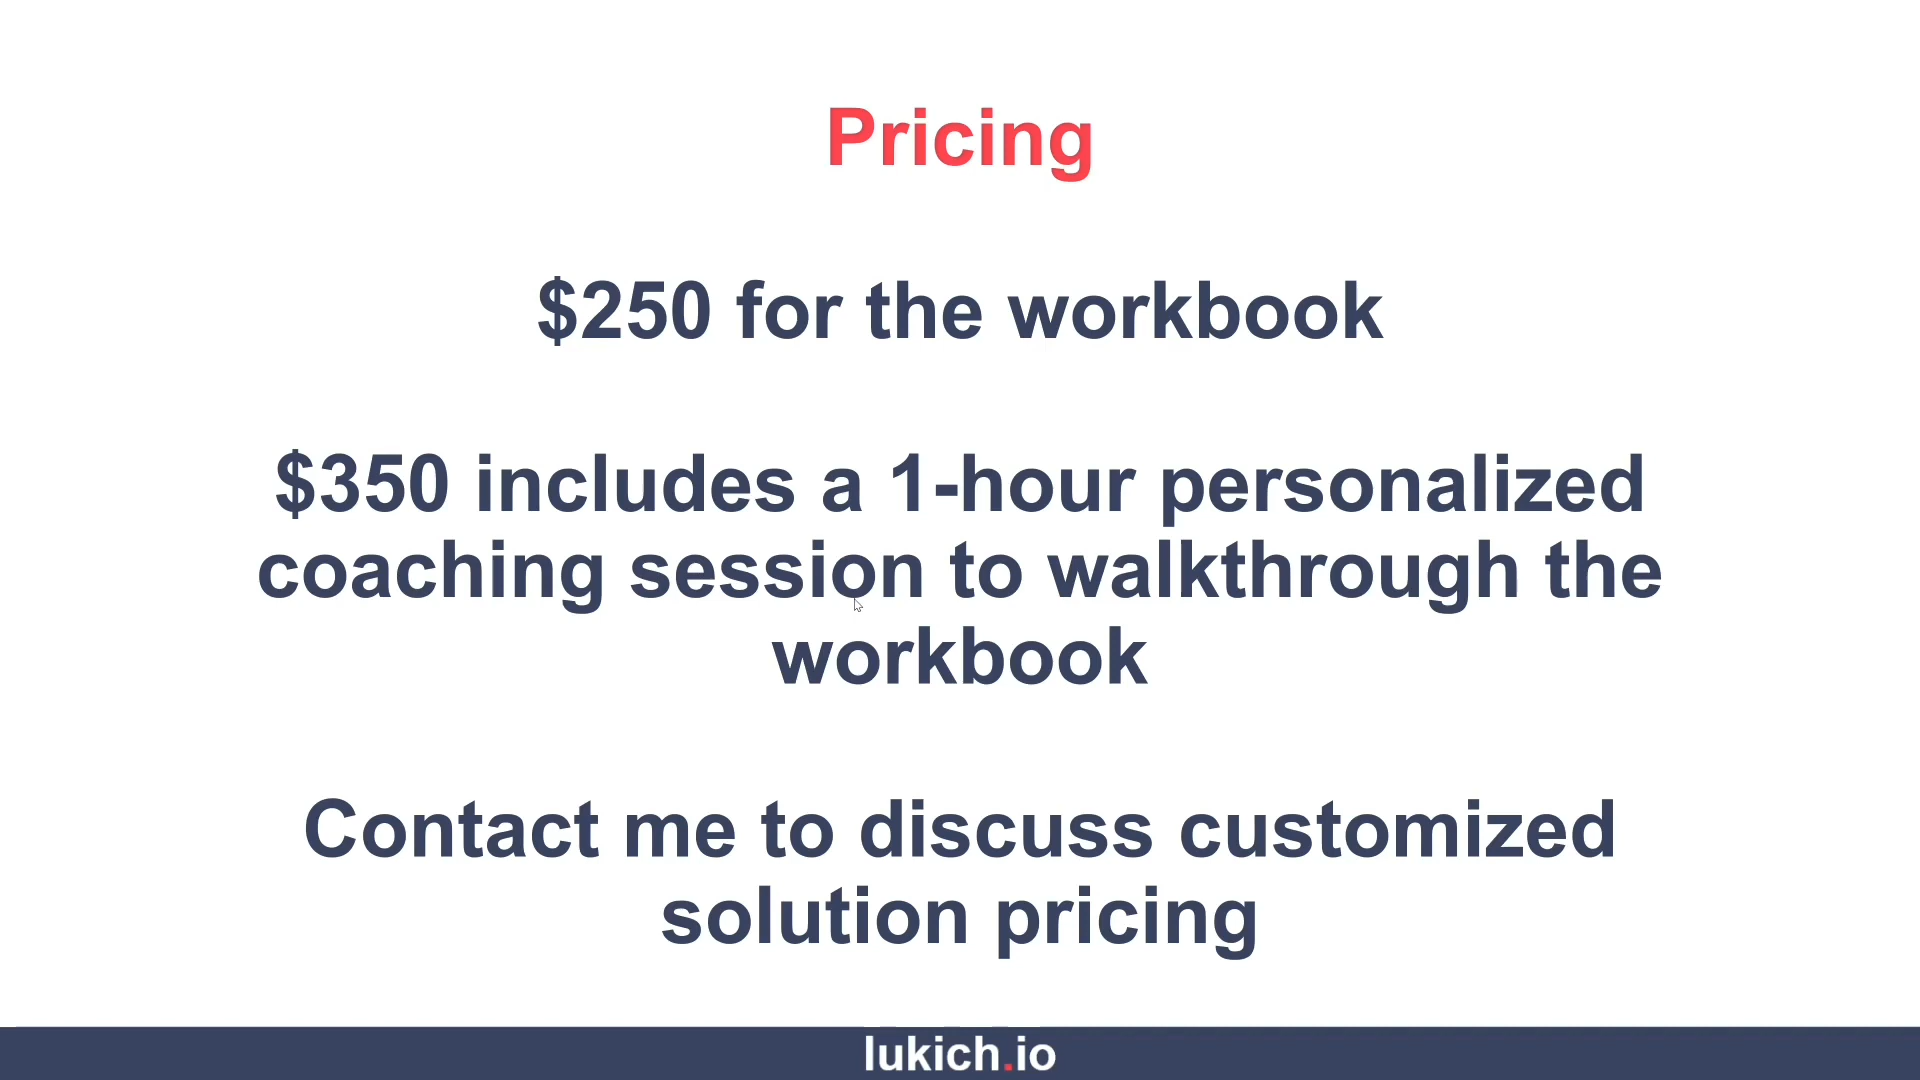 Pricing
$250 for the workbook
$350 includes a 1-hour personalized
coaching session to walkthrough the
workbook
Contact me to discuss customized
solution pricing
lukich.io